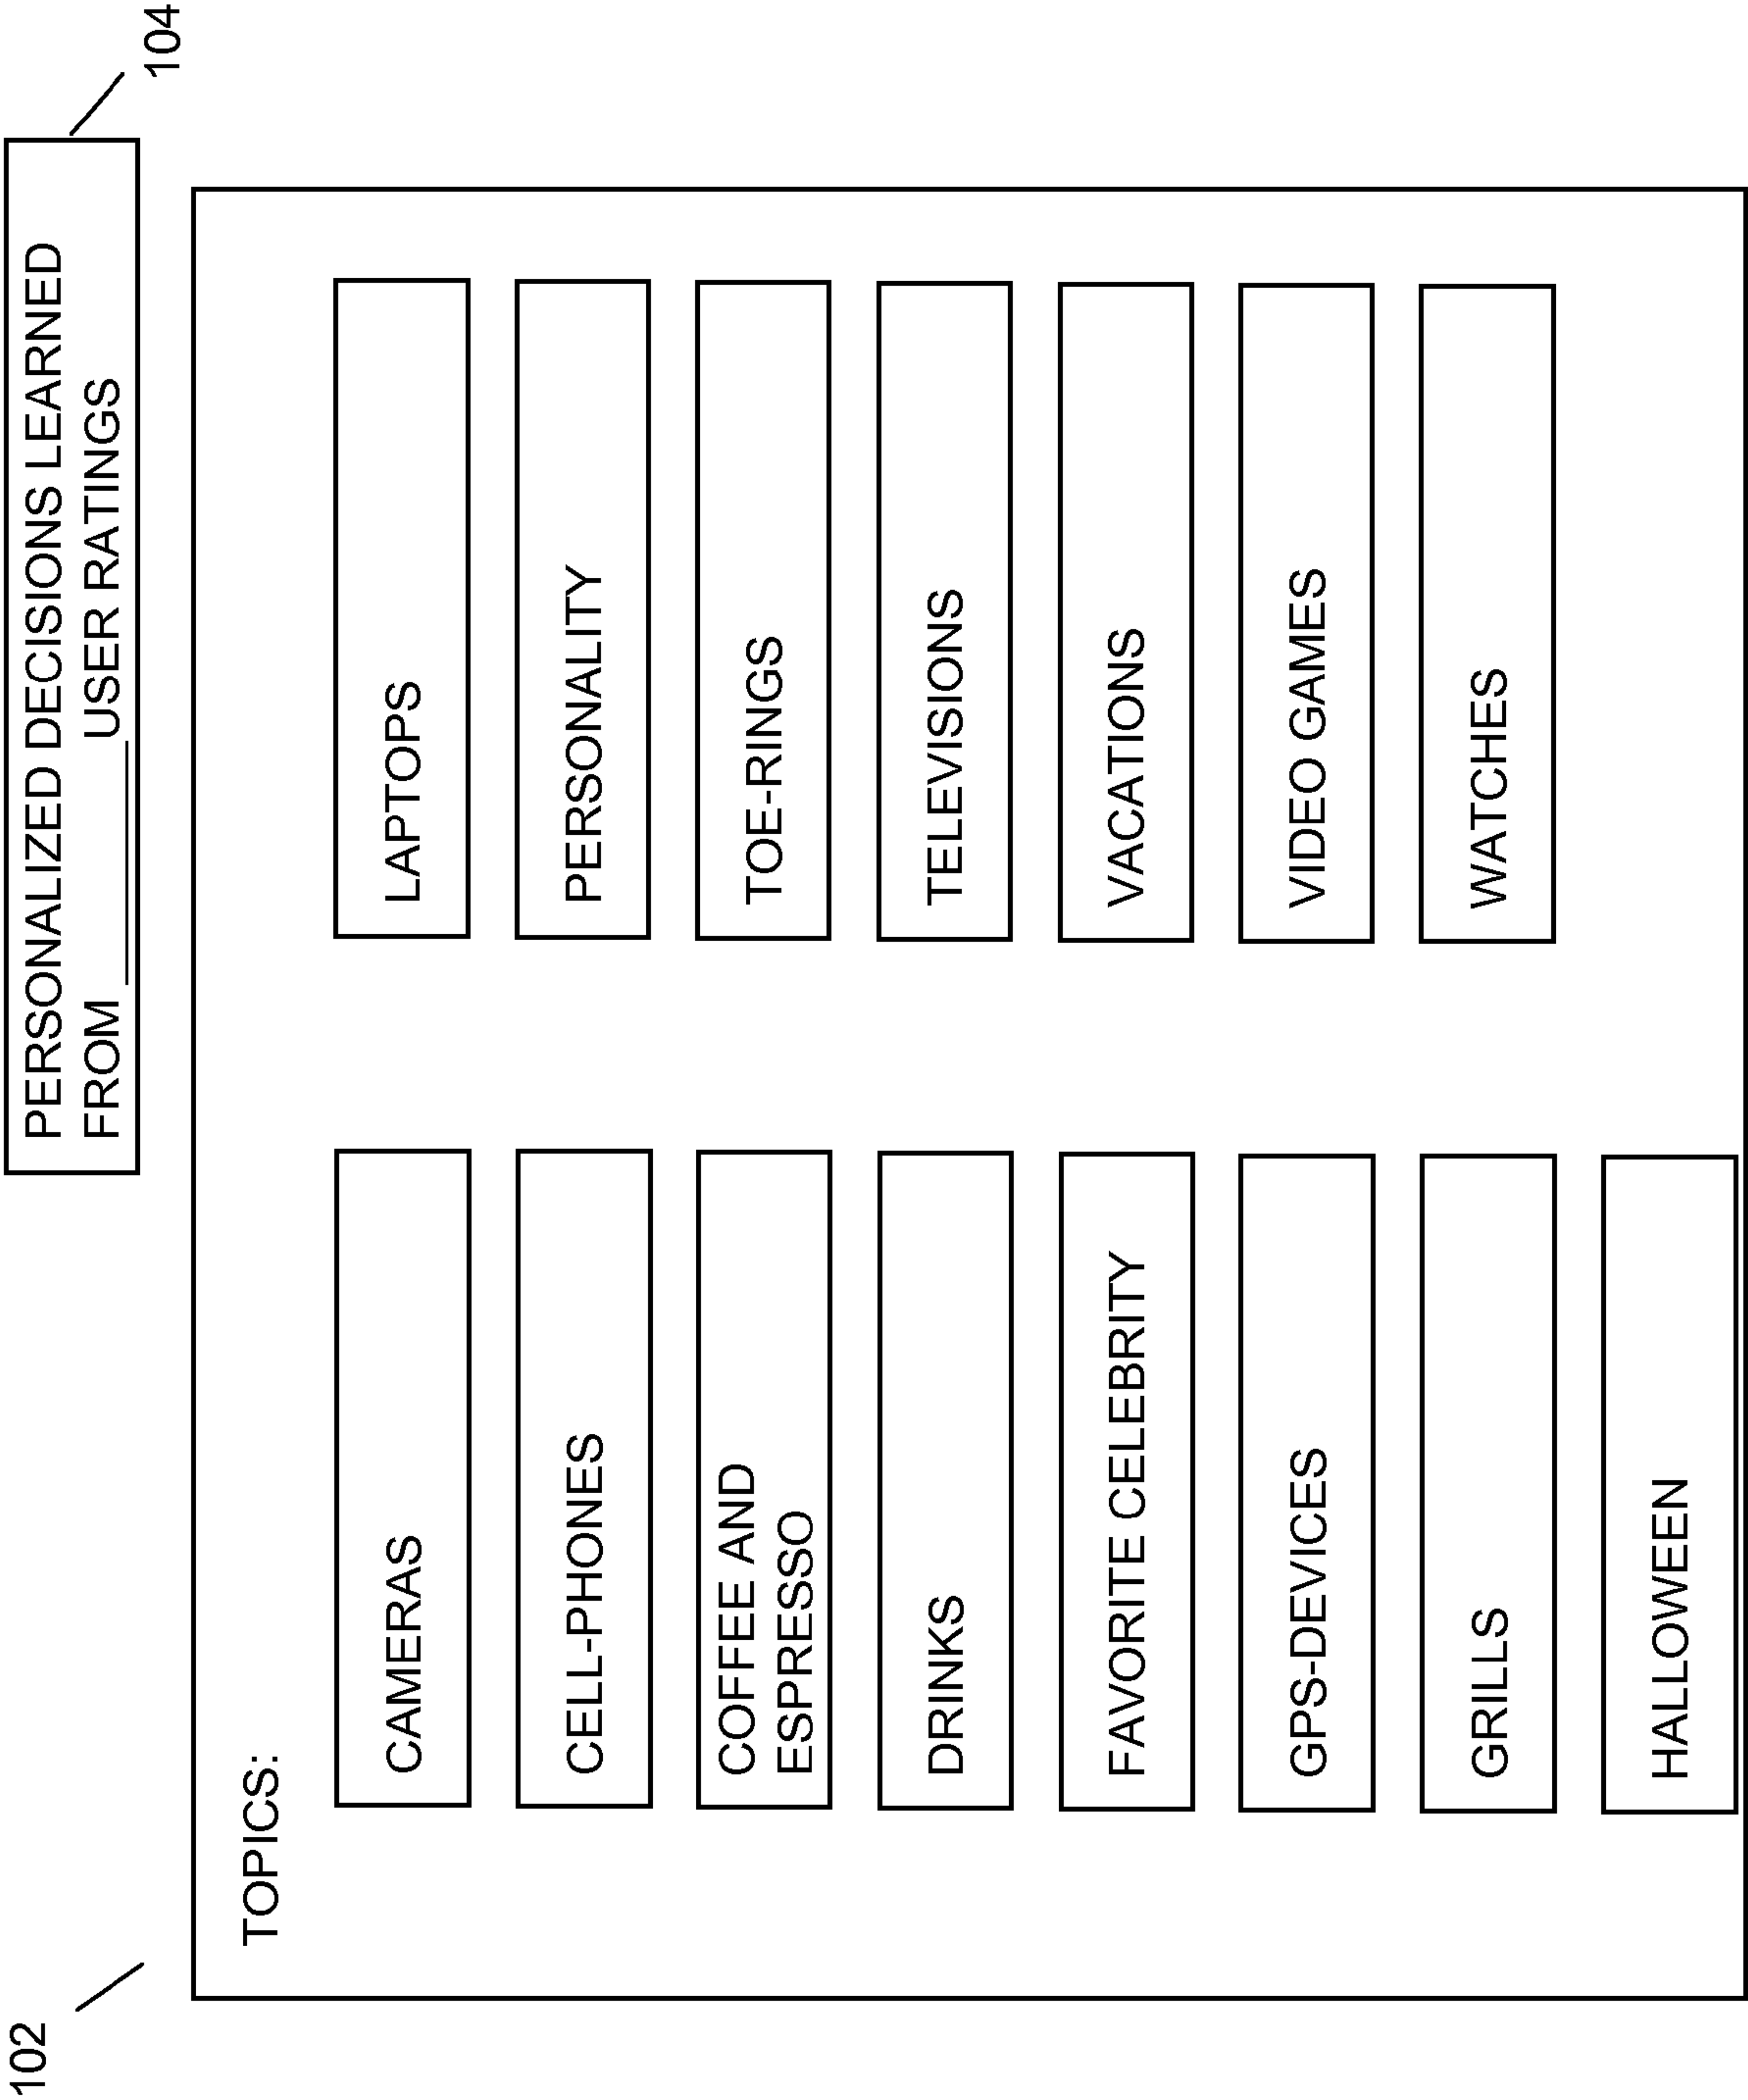 102
PERSONALIZED DECISIONS LEARNED
FROM __________ USER RATINGS
104
TOPICS:
CAMERAS
CELL-PHONES
COFFEE AND
ESPRESSO
DRINKS
FAVORITE CELEBRITY
GPS-DEVICES
GRILLS
HALLOWEEN
LAPTOPS
PERSONALITY
TOE-RINGS
TELEVISIONS
VACATIONS
VIDEO GAMES
WATCHES